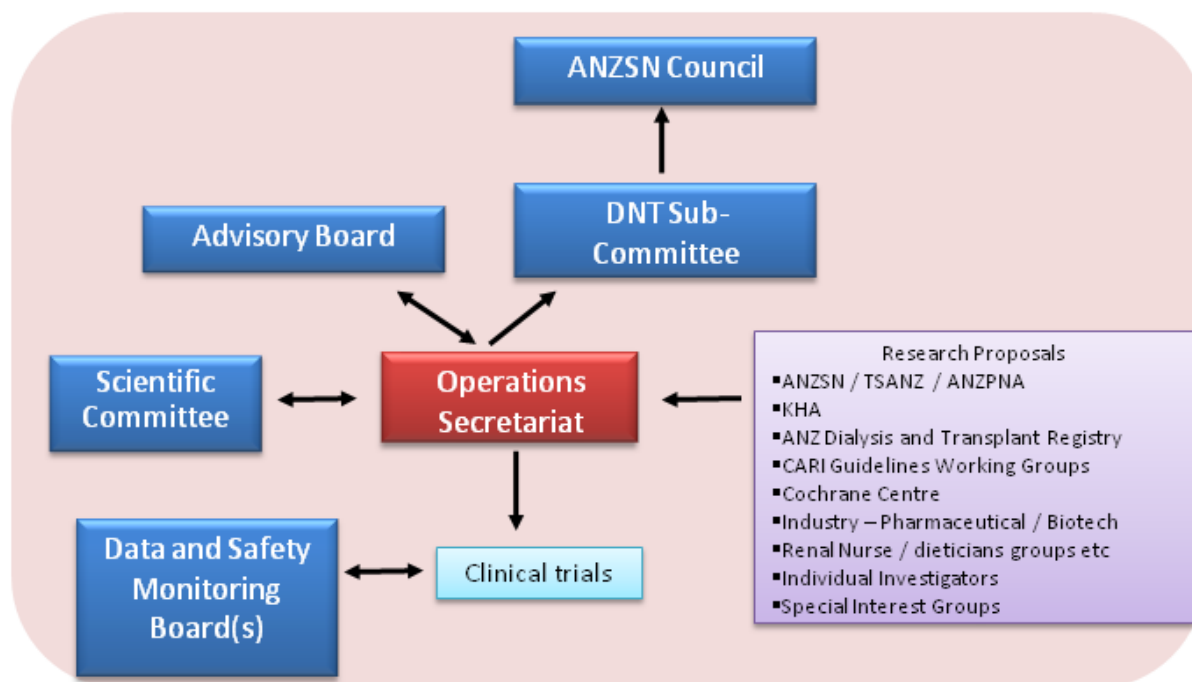 ANZSN Council
DNT Sub-
Committee
Advisory Board
Scientific
Committee
Operations
Secretariat
Research Proposals
▪ANZSN / TSANZ / ANZPNA
▪KHA
▪ANZ Dialysis and Transplant Registry
▪CARI Guidelines Working Groups
▪Cochrane Centre
▪Industry – Pharmaceutical / Biotech
▪Renal Nurse / dieticians groups etc
▪Individual Investigators
▪Special Interest Groups
Data and Safety
Monitoring
Board(s)
Clinical trials